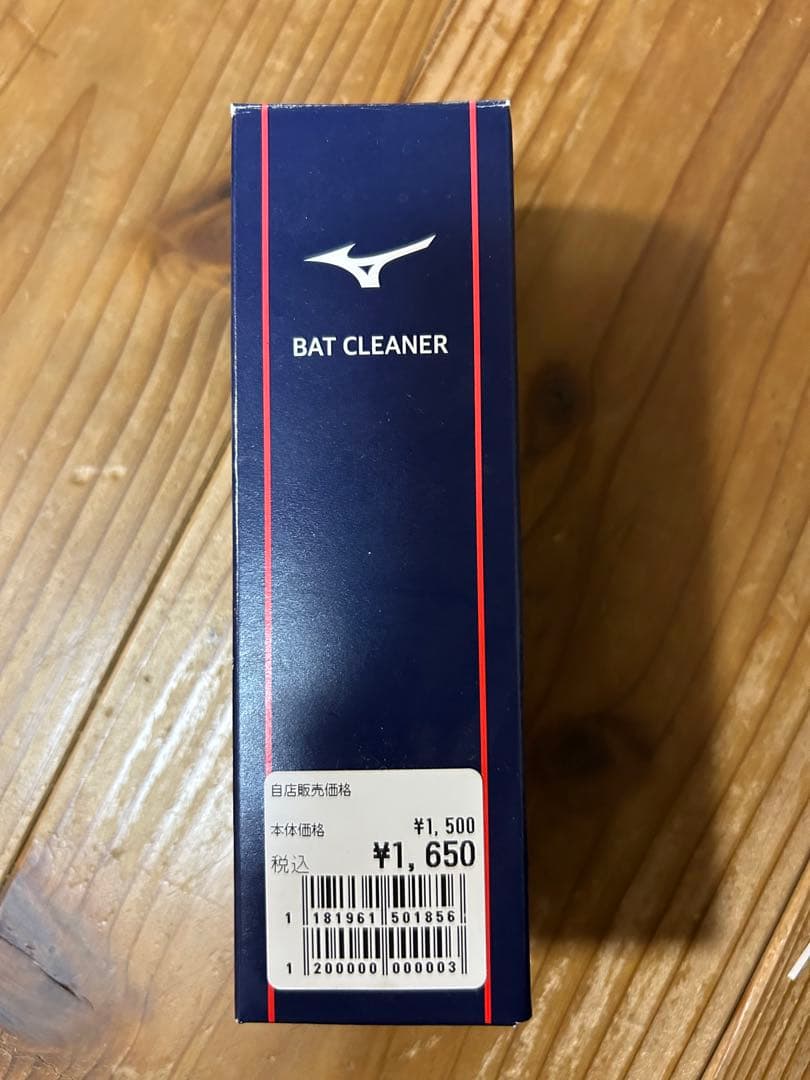 BAT CLEANER
自店販売価格
本体価格 ¥1,500
税込 ¥1,650
1 181961 501856
1 200000 000003